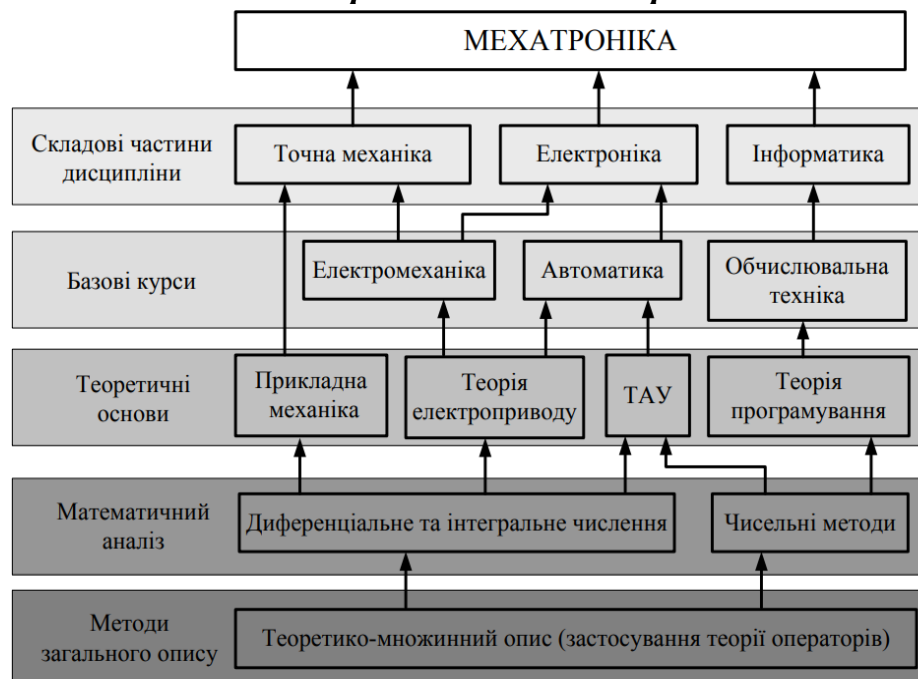 МЕХАТРОНІКА
Складові частини
дисципліни
Точна механіка
Електроніка
Інформатика
Базові курси
Електромеханіка
Автоматика
Обчислювальна
техніка
Теоретичні
основи
Прикладна
механіка
Теорія
електроприводу
ТАУ
Теорія
програмування
Математичний
аналіз
Диференціальне та інтегральне числення
Чисельні методи
Методи
загального опису
Теоретико-множинний опис (застосування теорії операторів)